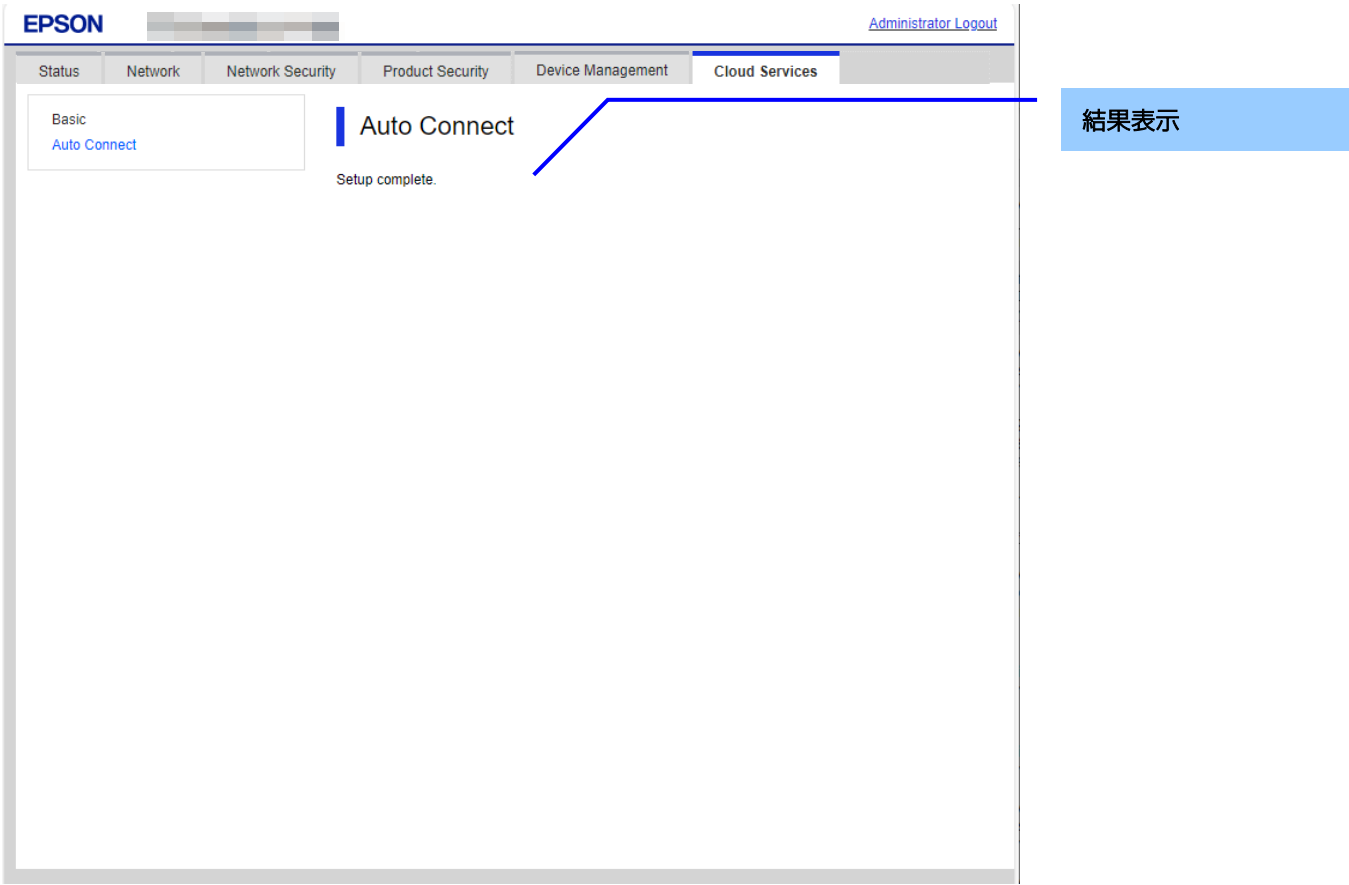 EPSON
Administrator Logout
Status Network Network Security Product Security Device Management Cloud Services
Basic
Auto Connect
Auto Connect
Setup complete.
結果表示